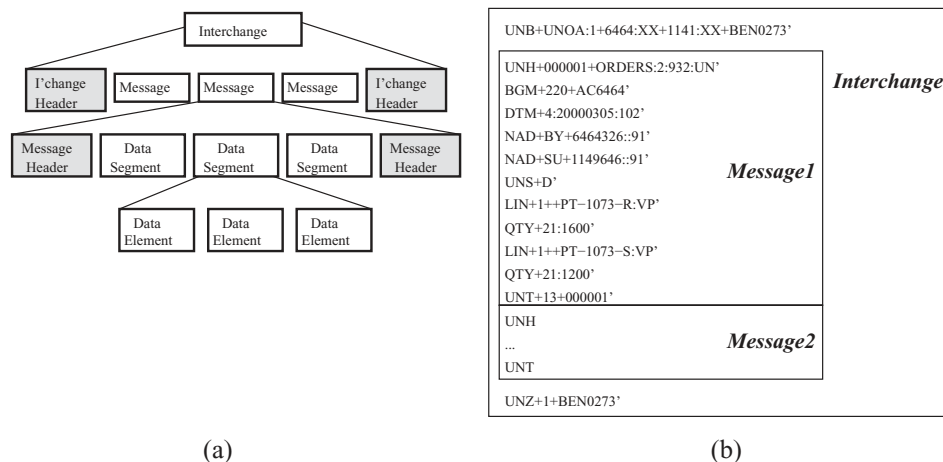 Interchange
I'change
Header
Message
Message
Message
I'change
Header
Message
Header
Data
Segment
Data
Segment
Data
Segment
Message
Header
Data
Element
Data
Element
Data
Element
(a)
UNB+UNOA:1+6464:XX+1141:XX+BEN0273’
Interchange
UNH+000001+ORDERS:2:932:UN’
BGM+220+AC6464’
DTM+4:20000305:102’
NAD+BY+6464326::91’
NAD+SU+1149646::91’
Message1
UNS+D’
LIN+1++PT−1073−R:VP’
QTY+21:1600’
LIN+1++PT−1073−S:VP’
QTY+21:1200’
UNT+13+000001’
UNH
...
Message2
UNT
UNZ+1+BEN0273’
(b)